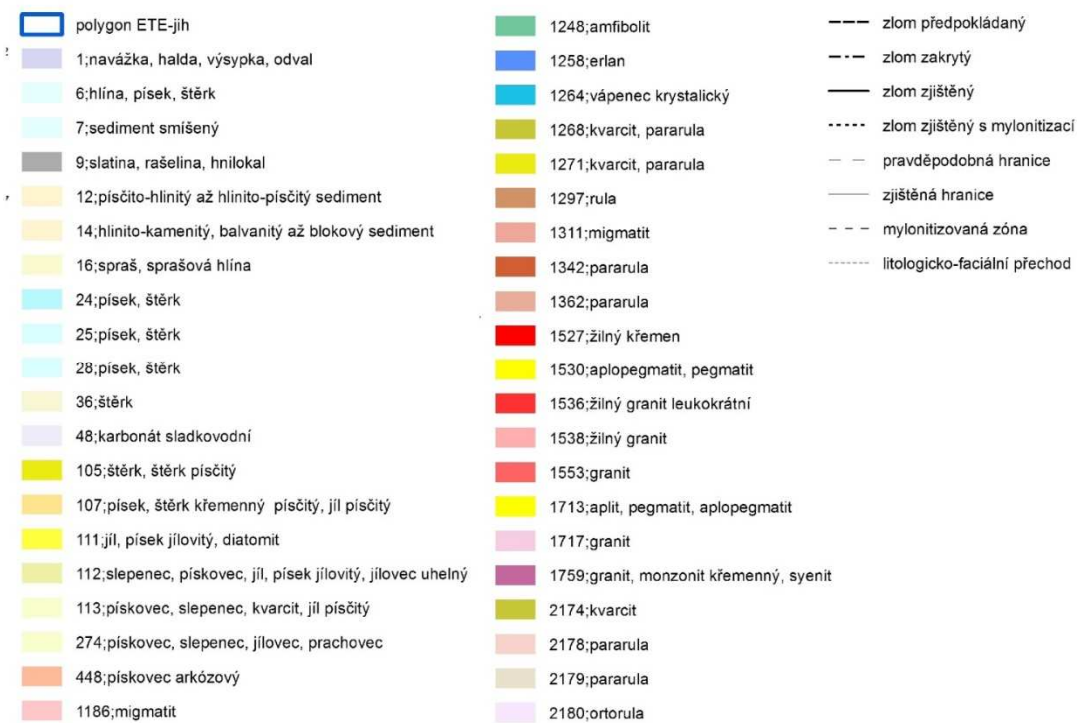 polygon ETE-jih
1;navážka, halda, výsypka, odval
6;hlína, písek, štěrk
7;sediment smíšený
9;slatina, rašelina, hnilokal
12;písčito-hlinitý až hlinito-písčitý sediment
14;hlinito-kamenitý, balvanitý až blokový sediment
16;spraš, sprašová hlína
24;písek, štěrk
25;písek, štěrk
28;písek, štěrk
36;štěrk
48;karbonát sladkovodní
105;štěrk, štěrk písčitý
107;písek, štěrk křemenný  písčitý, jíl písčitý
111;jíl, písek jílovitý, diatomit
112;slepenec, pískovec, jíl, písek jílovitý, jílovec uhelný
113;pískovec, slepenec, kvarcit, jíl písčitý
274;pískovec, slepenec, jílovec, prachovec
448;pískovec arkózový
1186;migmatit
1248;amfibolit
1258;erlan
1264;vápenec krystalický
1268;kvarcit, pararula
1271;kvarcit, pararula
1297;rula
1311;migmatit
1342;pararula
1362;pararula
1527;žilný křemen
1530;aplopegmatit, pegmatit
1536;žilný granit leukokrátní
1538;žilný granit
1553;granit
1713;aplit, pegmatit, aplopegmatit
1717;granit
1759;granit, monzonit křemenný, syenit
2174;kvarcit
2178;pararula
2179;pararula
2180;ortorula
zlom předpokládaný
zlom zakrytý
zlom zjištěný
zlom zjištěný s mylonitizací
pravděpodobná hranice
zjištěná hranice
mylonitizovaná zóna
litologicko-faciální přechod